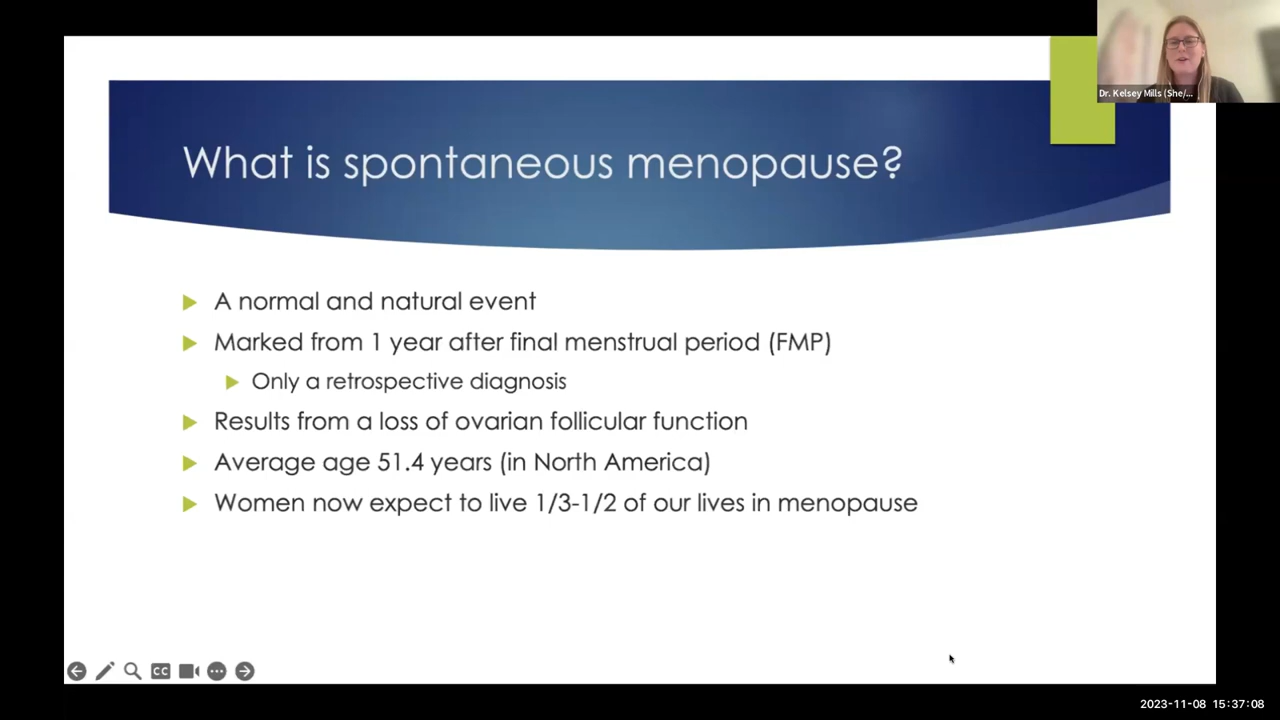 Dr. Kelsey Mills (She/...
What is spontaneous menopause?
A normal and natural event
Marked from 1 year after final menstrual period (FMP)
Only a retrospective diagnosis
Results from a loss of ovarian follicular function
Average age 51.4 years (in North America)
Women now expect to live 1/3-1/2 of our lives in menopause
CC
2023-11-08 15:37:08